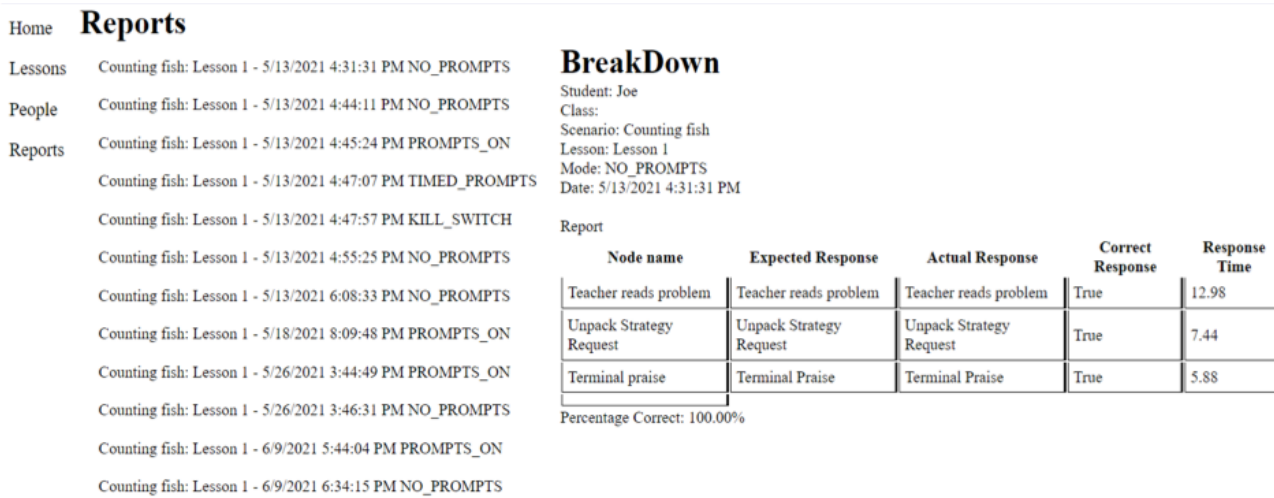 Home
Lessons
People
Reports
Reports
Counting fish: Lesson 1 - 5/13/2021 4:31:31 PM NO_PROMPTS
Counting fish: Lesson 1 - 5/13/2021 4:44:11 PM NO_PROMPTS
Counting fish: Lesson 1 - 5/13/2021 4:45:24 PM PROMPTS_ON
Counting fish: Lesson 1 - 5/13/2021 4:47:07 PM TIMED_PROMPTS
Counting fish: Lesson 1 - 5/13/2021 4:47:57 PM KILL_SWITCH
Counting fish: Lesson 1 - 5/13/2021 4:55:25 PM NO_PROMPTS
Counting fish: Lesson 1 - 5/13/2021 6:08:33 PM NO_PROMPTS
Counting fish: Lesson 1 - 5/18/2021 8:09:48 PM PROMPTS_ON
Counting fish: Lesson 1 - 5/26/2021 3:44:49 PM PROMPTS_ON
Counting fish: Lesson 1 - 5/26/2021 3:46:31 PM NO_PROMPTS
Counting fish: Lesson 1 - 6/9/2021 5:44:04 PM PROMPTS_ON
Counting fish: Lesson 1 - 6/9/2021 6:34:15 PM NO_PROMPTS
BreakDown
Student: Joe
Class:
Scenario: Counting fish
Lesson: Lesson 1
Mode: NO_PROMPTS
Date: 5/13/2021 4:31:31 PM
Report
Node name Expected Response Actual Response Correct Response Response Time
Teacher reads problem Teacher reads problem Teacher reads problem True 12.98
Unpack Strategy Request Unpack Strategy Request Unpack Strategy Request True 7.44
Terminal praise Terminal Praise Terminal Praise True 5.88
Percentage Correct: 100.00%